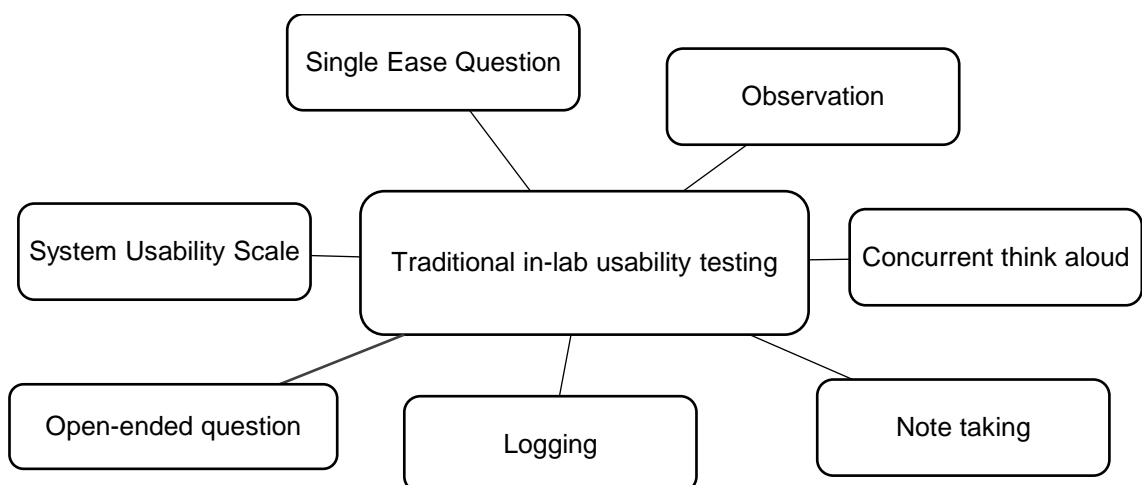 Single Ease Question
Observation
System Usability Scale
Traditional in-lab usability testing
Concurrent think aloud
Open-ended question
Logging
Note taking